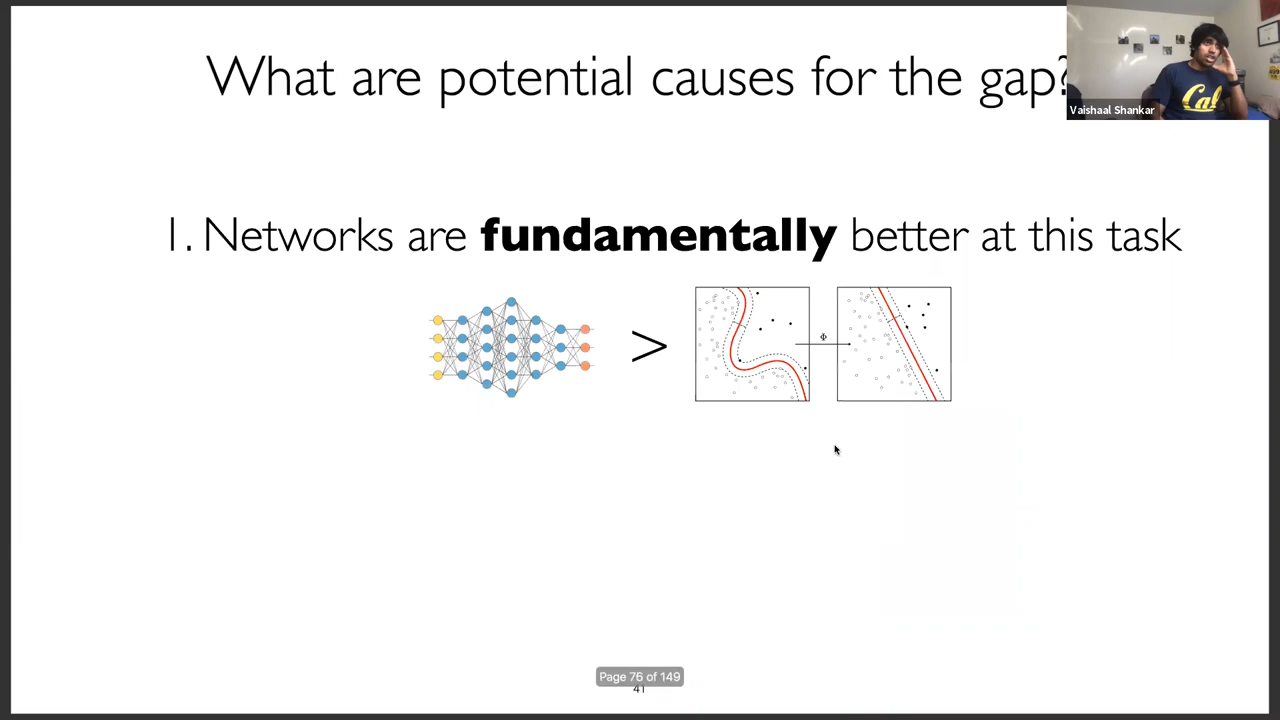 What are potential causes for the gap?
Cal
Vaishaal Shankar
1. Networks are fundamentally better at this task
>
Φ
Page 76 of 149
41